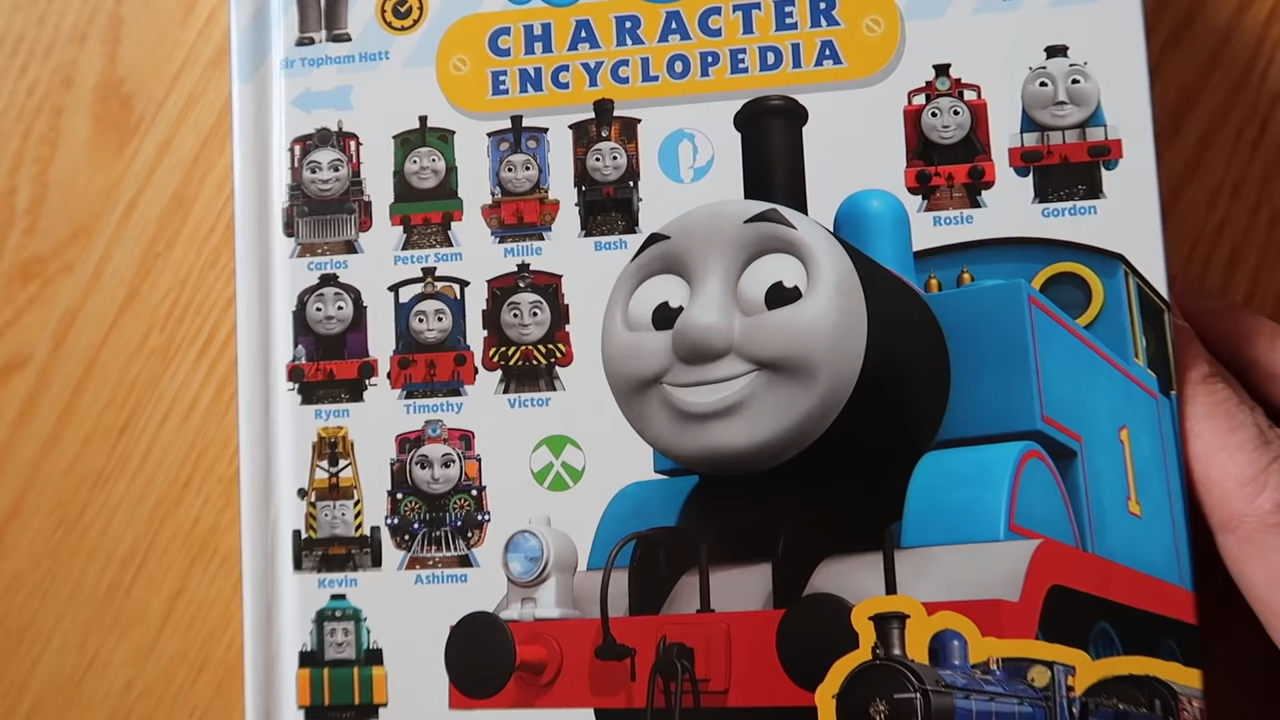 CHARACTER
ENCYCLOPEDIA
Sir Topham Hatt
Rosie
Gordon
Carlos
Peter Sam
Millie
Bash
Ryan
Timothy
Victor
1
Kevin
Ashima